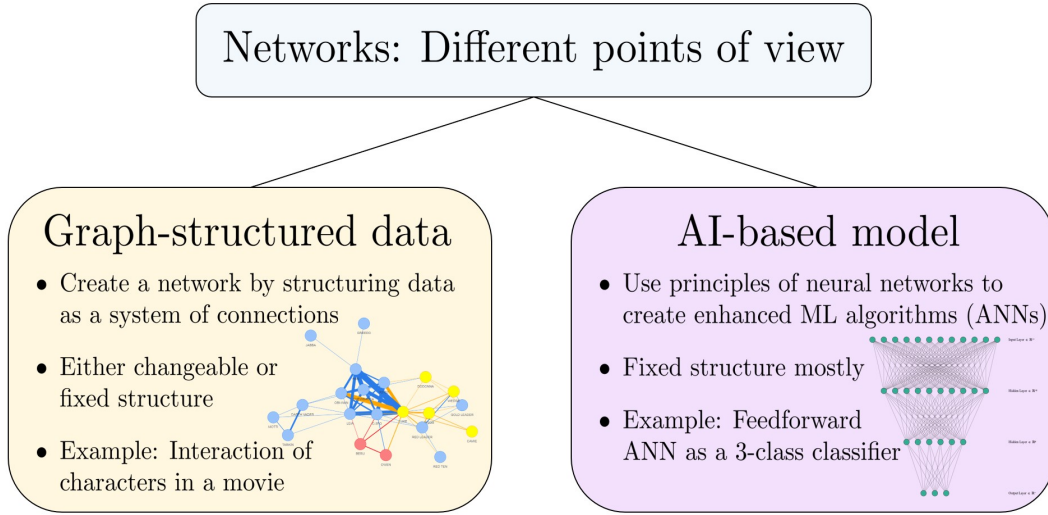 Networks: Different points of view
Graph-structured data
• Create a network by structuring data
as a system of connections
• Either changeable or
fixed structure
• Example: Interaction of
characters in a movie
AI-based model
• Use principles of neural networks to
create enhanced ML algorithms (ANNs)
• Fixed structure mostly
• Example: Feedforward
ANN as a 3-class classifier